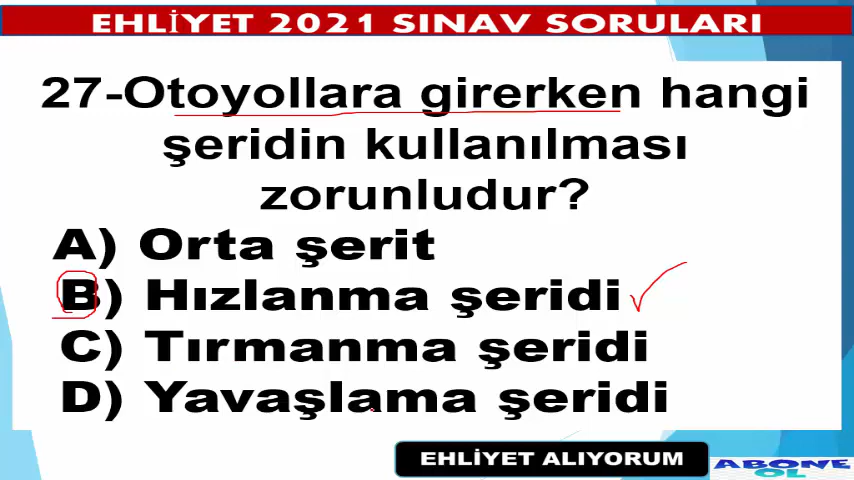 EHLİYET 2021 SINAV SORULARI
27-Otoyollara girerken hangi
şeridin kullanılması
zorunludur?
A) Orta şerit
B) Hızlanma şeridi
C) Tırmanma şeridi
D) Yavaşlama şeridi
EHLİYET ALIYORUM
ABONE
OL